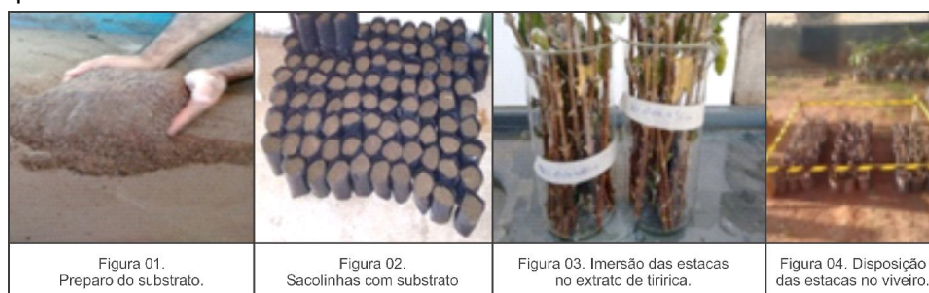 Figura 01.
Preparo do substrato.
Figura 02.
Sacolinhas com substrato
Figura 03. Imersão das estacas
no extrato de tiririca.
Figura 04. Disposição
das estacas no viveiro.